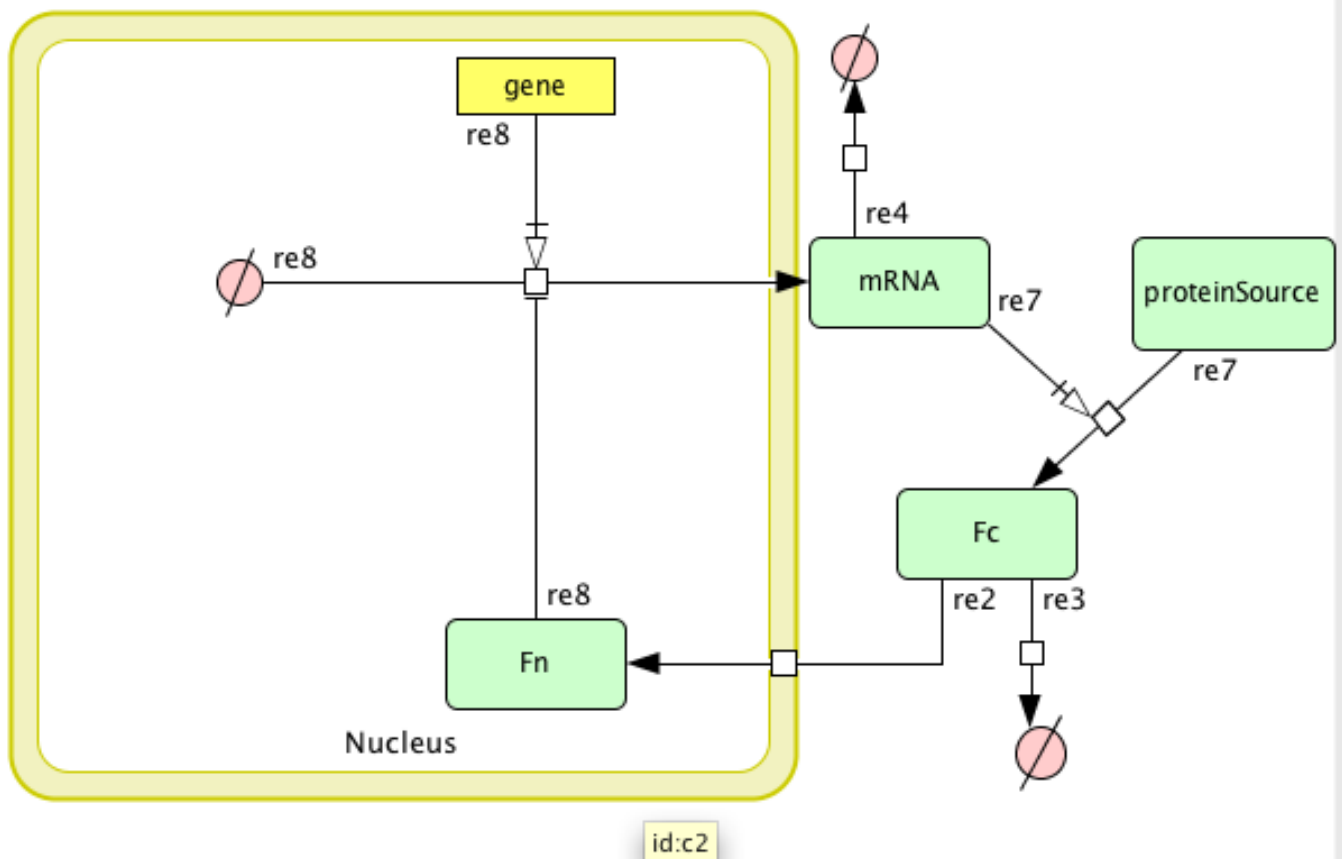 gene
re8
re8
re4
mRNA
proteinSource
re7
re7
Fc
re8
re2
re3
Fn
Nucleus
id:c2